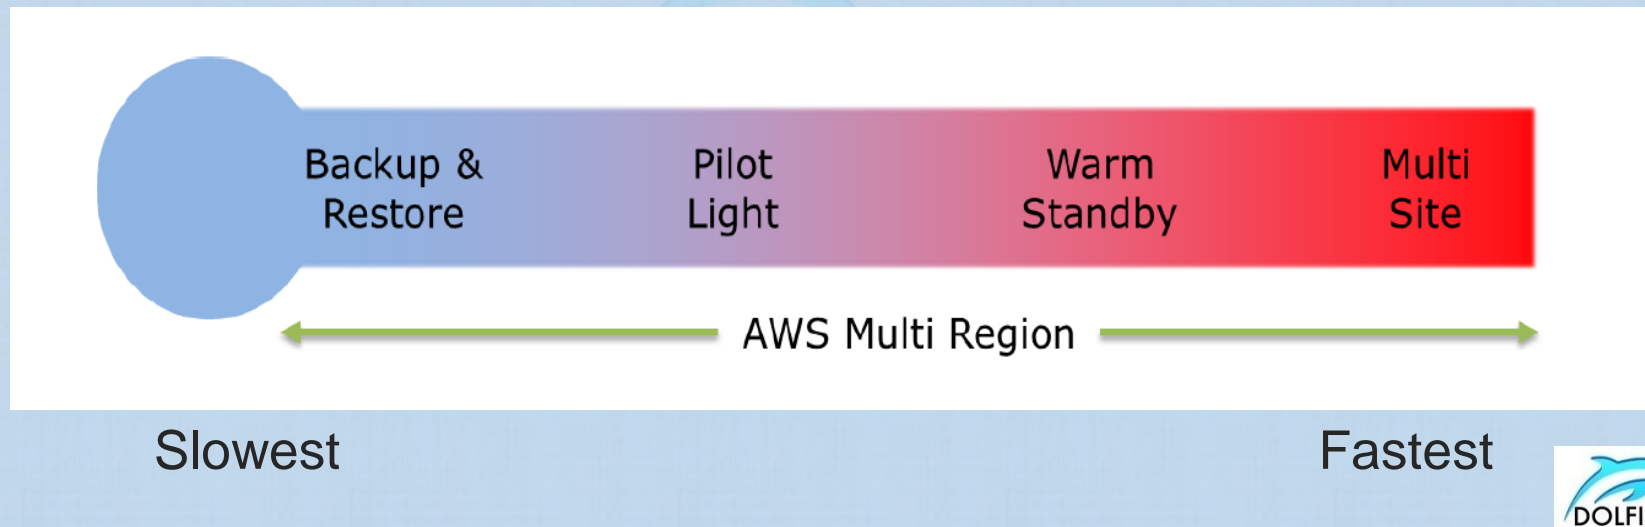 Backup &
Restore
Pilot
Light
Warm
Standby
Multi
Site
AWS Multi Region
Slowest
Fastest